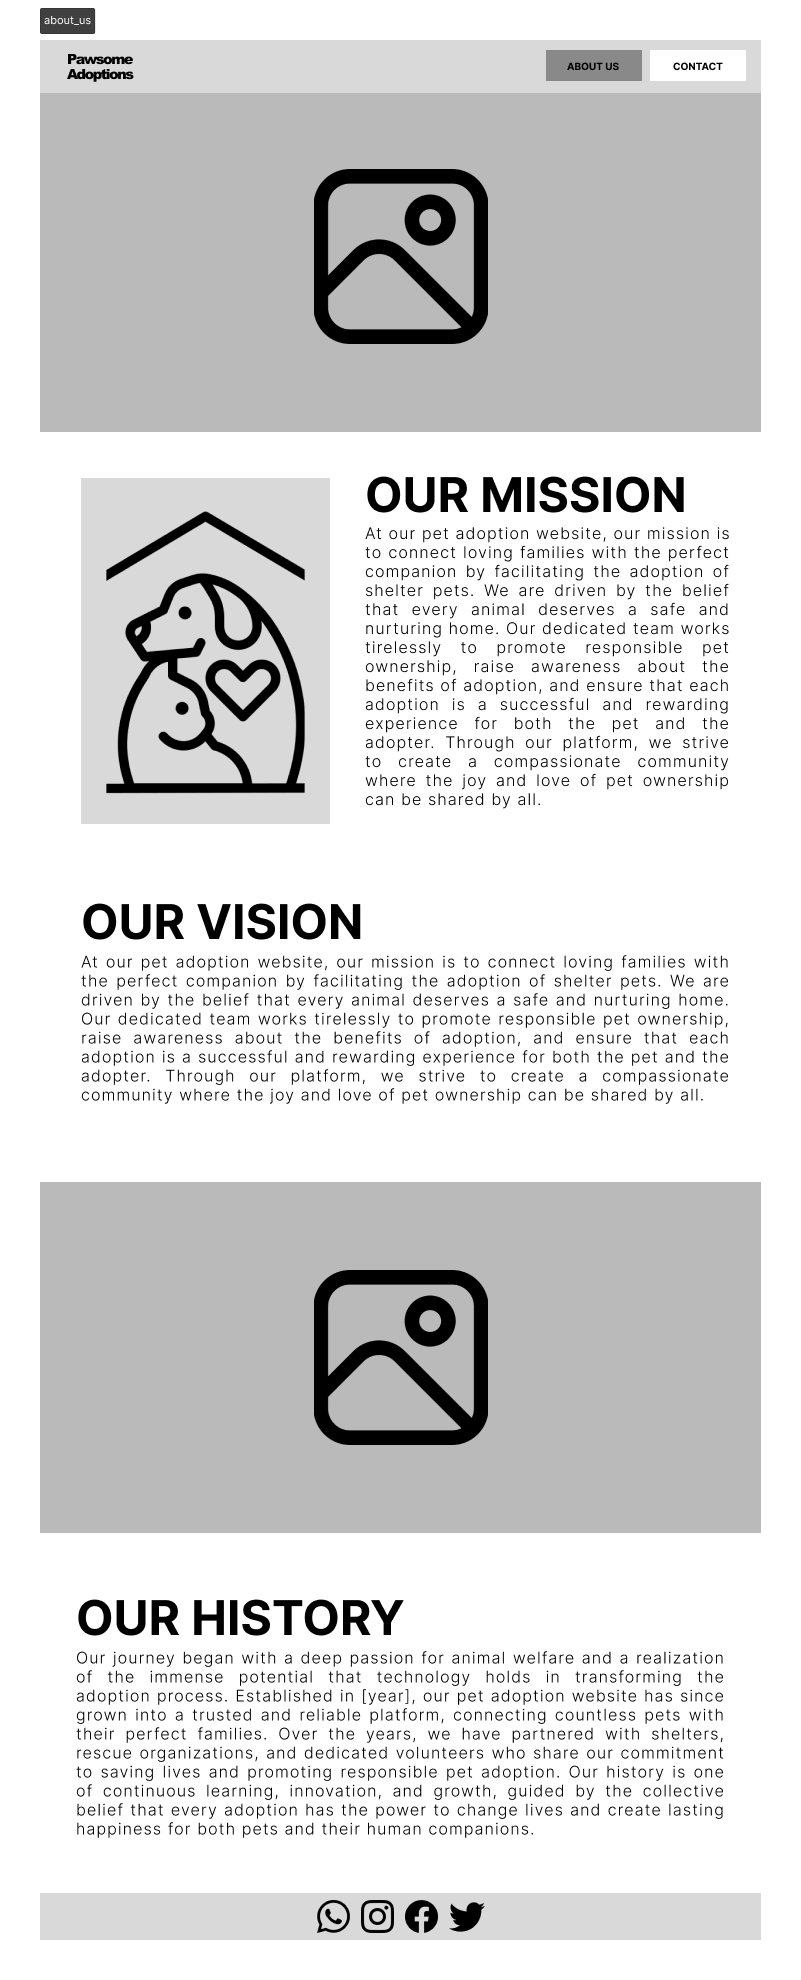 about_us
Pawsome
Adoptions
ABOUT US
CONTACT
OUR MISSION
At our pet adoption website, our mission is
to connect loving families with the perfect
companion by facilitating the adoption of
shelter pets. We are driven by the belief
that every animal deserves a safe and
nurturing home. Our dedicated team works
tirelessly to promote responsible pet
ownership, raise awareness about the
benefits of adoption, and ensure that each
adoption is a successful and rewarding
experience for both the pet and the
adopter. Through our platform, we strive
to create a compassionate community
where the joy and love of pet ownership
can be shared by all.
OUR VISION
At our pet adoption website, our mission is to connect loving families with
the perfect companion by facilitating the adoption of shelter pets. We are
driven by the belief that every animal deserves a safe and nurturing home.
Our dedicated team works tirelessly to promote responsible pet ownership,
raise awareness about the benefits of adoption, and ensure that each
adoption is a successful and rewarding experience for both the pet and the
adopter. Through our platform, we strive to create a compassionate
community where the joy and love of pet ownership can be shared by all.
OUR HISTORY
Our journey began with a deep passion for animal welfare and a realization
of the immense potential that technology holds in transforming the
adoption process. Established in [year], our pet adoption website has since
grown into a trusted and reliable platform, connecting countless pets with
their perfect families. Over the years, we have partnered with shelters,
rescue organizations, and dedicated volunteers who share our commitment
to saving lives and promoting responsible pet adoption. Our history is one
of continuous learning, innovation, and growth, guided by the collective
belief that every adoption has the power to change lives and create lasting
happiness for both pets and their human companions.